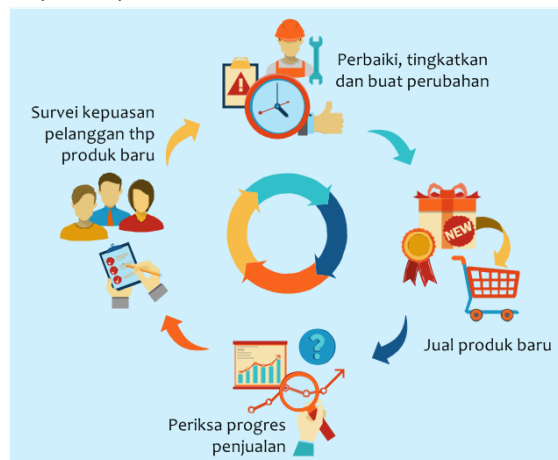 Perbaiki, tingkatkan
dan buat perubahan
Survei kepuasan
pelanggan thp
produk baru
NEW
Jual produk baru
?
Periksa progres
penjualan